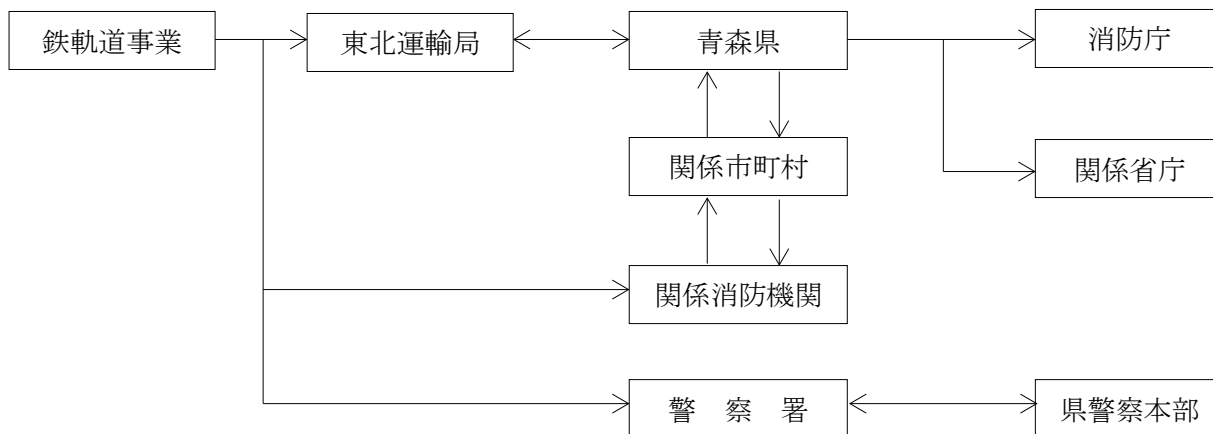 鉄軌道事業
東北運輸局
青森県
消防庁
関係市町村
関係省庁
関係消防機関
警 察 署
県警察本部